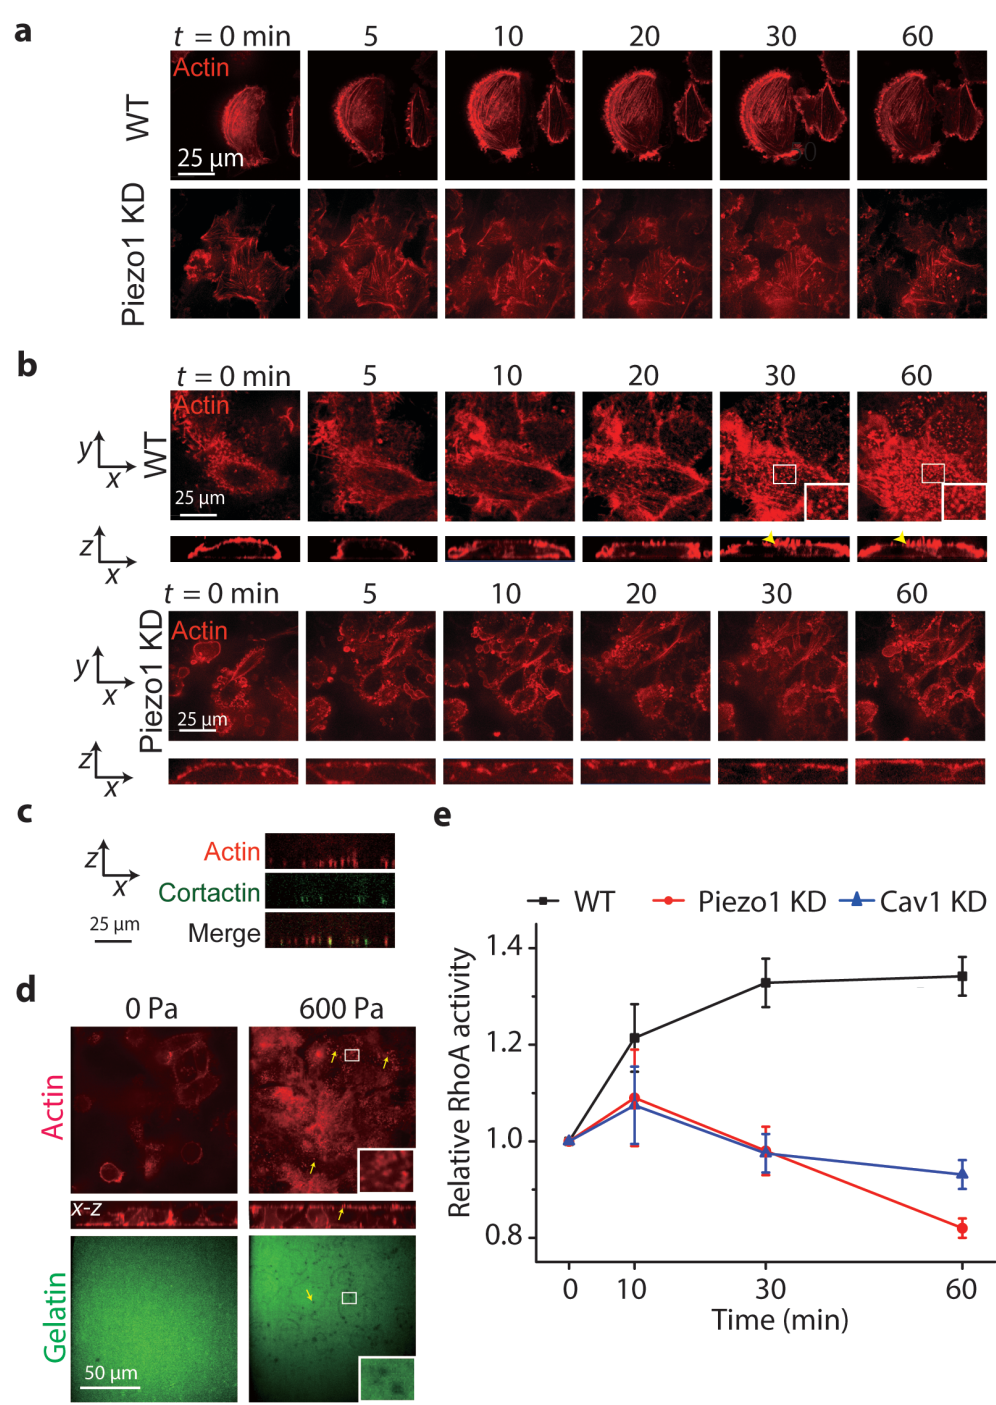 a
t = 0 min 5 10 20 30 60
Actin
WT
25 μm
Piezo1 KD
b
t = 0 min 5 10 20 30 60
Actin
WT
y
x
25 μm
z
x
t = 0 min 5 10 20 30 60
Actin
Piezo1 KD
y
x
25 μm
z
x
c
z
x
25 μm
Actin
Cortactin
Merge
d
0 Pa 600 Pa
Actin
x-z
Gelatin
50 μm
e
WT Piezo1 KD Cav1 KD
Relative RhoA activity
1.4
1.2
1.0
0.8
0 10 30 60
Time (min)